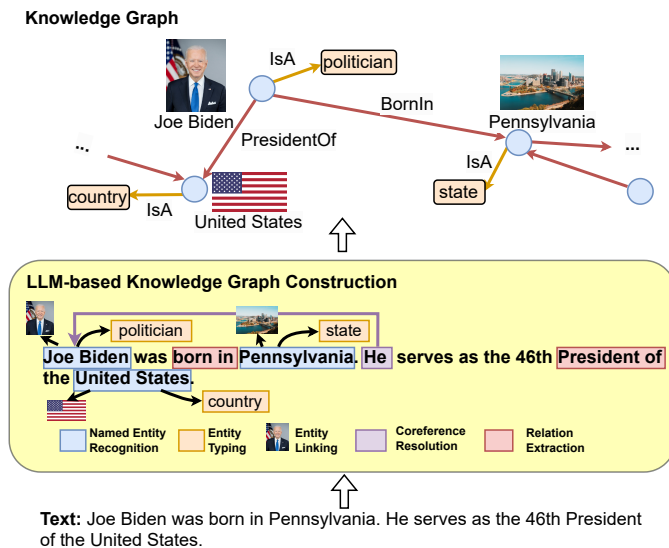 Knowledge Graph
IsA
politician
Joe Biden
BornIn
Pennsylvania
PresidentOf
...
...
IsA
country
IsA
state
United States
LLM-based Knowledge Graph Construction
politician
state
Joe Biden was born in Pennsylvania. He serves as the 46th President of
the United States.
country
Named Entity
Recognition
Entity
Typing
Entity
Linking
Coreference
Resolution
Relation
Extraction
Text: Joe Biden was born in Pennsylvania. He serves as the 46th President
of the United States.